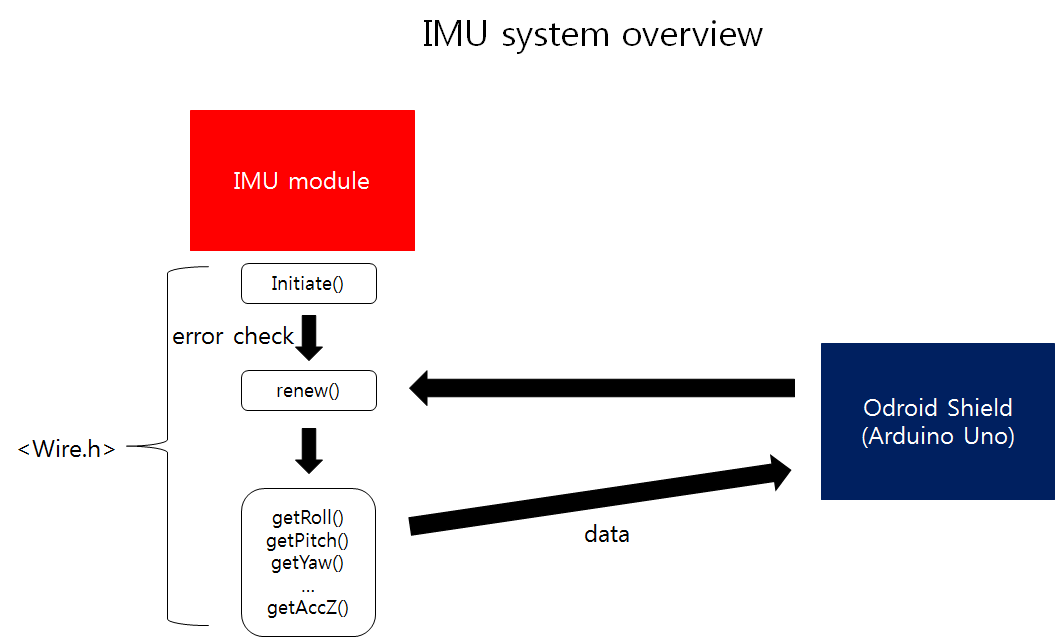 IMU system overview
IMU module
Initiate()
error check
renew()
<Wire.h>
getRoll()
getPitch()
getYaw()
...
getAccZ()
data
Odroid Shield
(Arduino Uno)